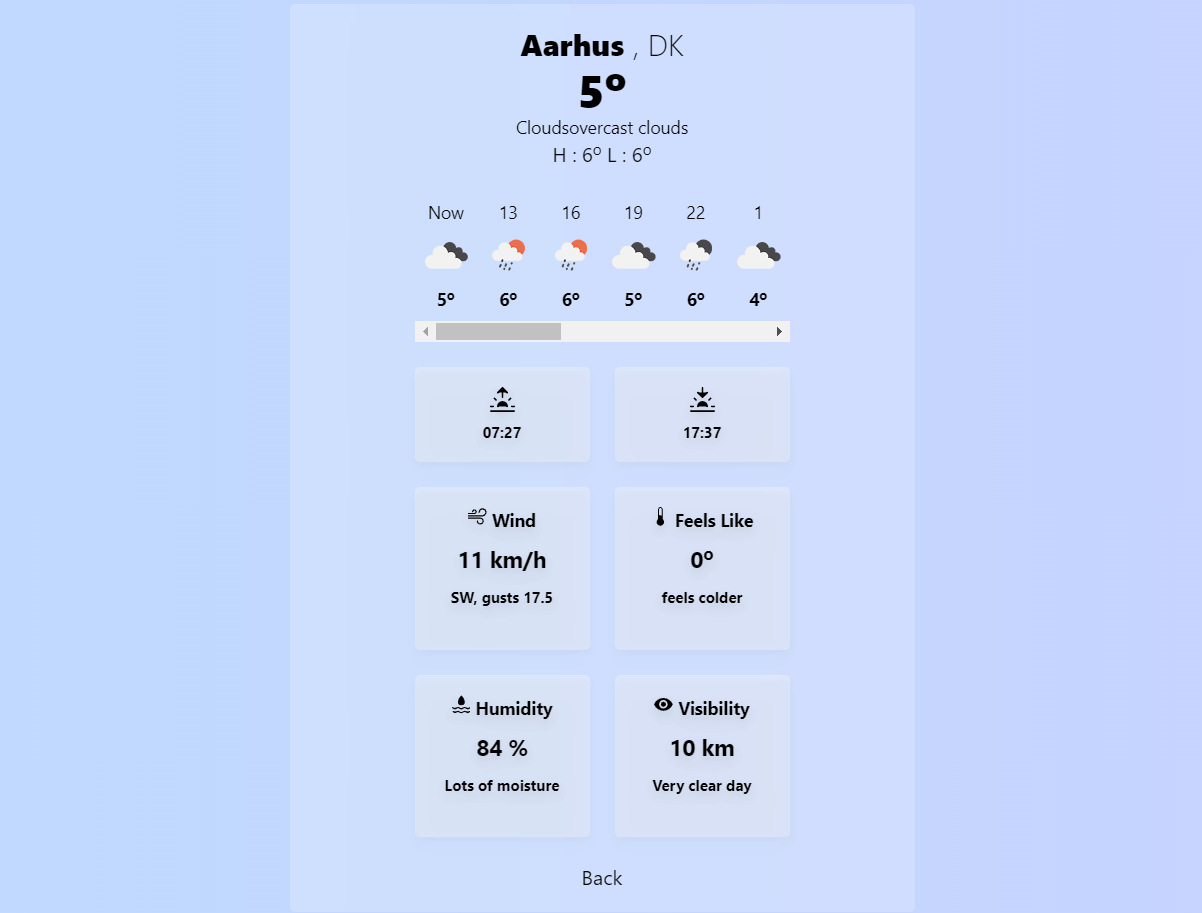 Aarhus , DK
5º
Cloudsovercast clouds
H : 6º L : 6º
Now 13 16 19 22 1
5º 6º 6º 5º 6º 4º
07:27 17:37
Wind Feels Like
11 km/h 0º
SW, gusts 17.5 feels colder
Humidity Visibility
84 % 10 km
Lots of moisture Very clear day
Back